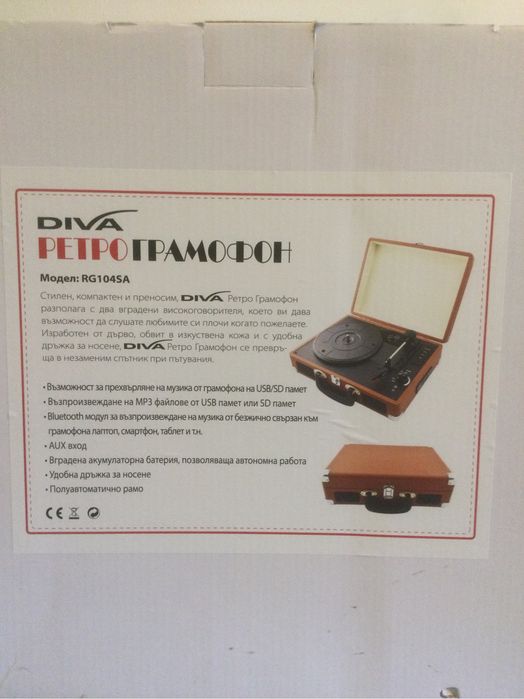 DIVA
РЕТРО ГРАМОФОН
Модел: RG104SA
Стилен, компактен и преносим, DIVA Ретро Грамофон
разполага с два вградени високоговорителя, което ви дава
възможност да слушате любимите си плочи когато пожелаете.
Изработен от дърво, обвит в изкуствена кожа и с удобна
дръжка за носене, DIVA Ретро Грамофон се превръ-
ща в незаменим спътник при пътувания.
• Възможност за прехвърляне на музика от грамофона на USB/SD памет
• Възпроизвеждане на MP3 файлове от USB памет или SD памет
• Bluetooth модул за възпроизвеждане на музика от безжично свързан към
грамофона лаптоп, смартфон, таблет и т.н.
• AUX вход
• Вградена акумулаторна батерия, позволяваща автономна работа
• Удобна дръжка за носене
• Полуавтоматично рамо
CE